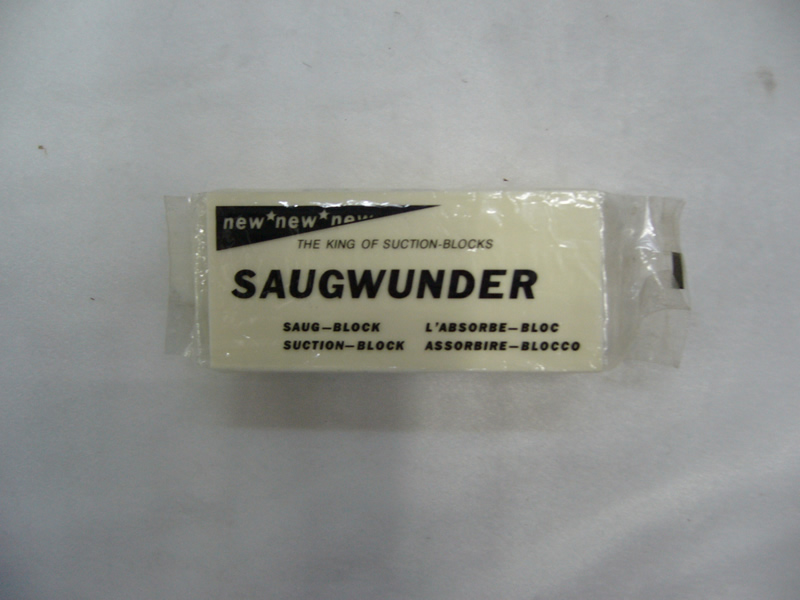 new★new★new
THE KING OF SUCTION-BLOCKS
SAUGWUNDER
SAUG—BLOCK L'ABSORBE—BLOC
SUCTION—BLOCK ASSORBIRE—BLOCCO